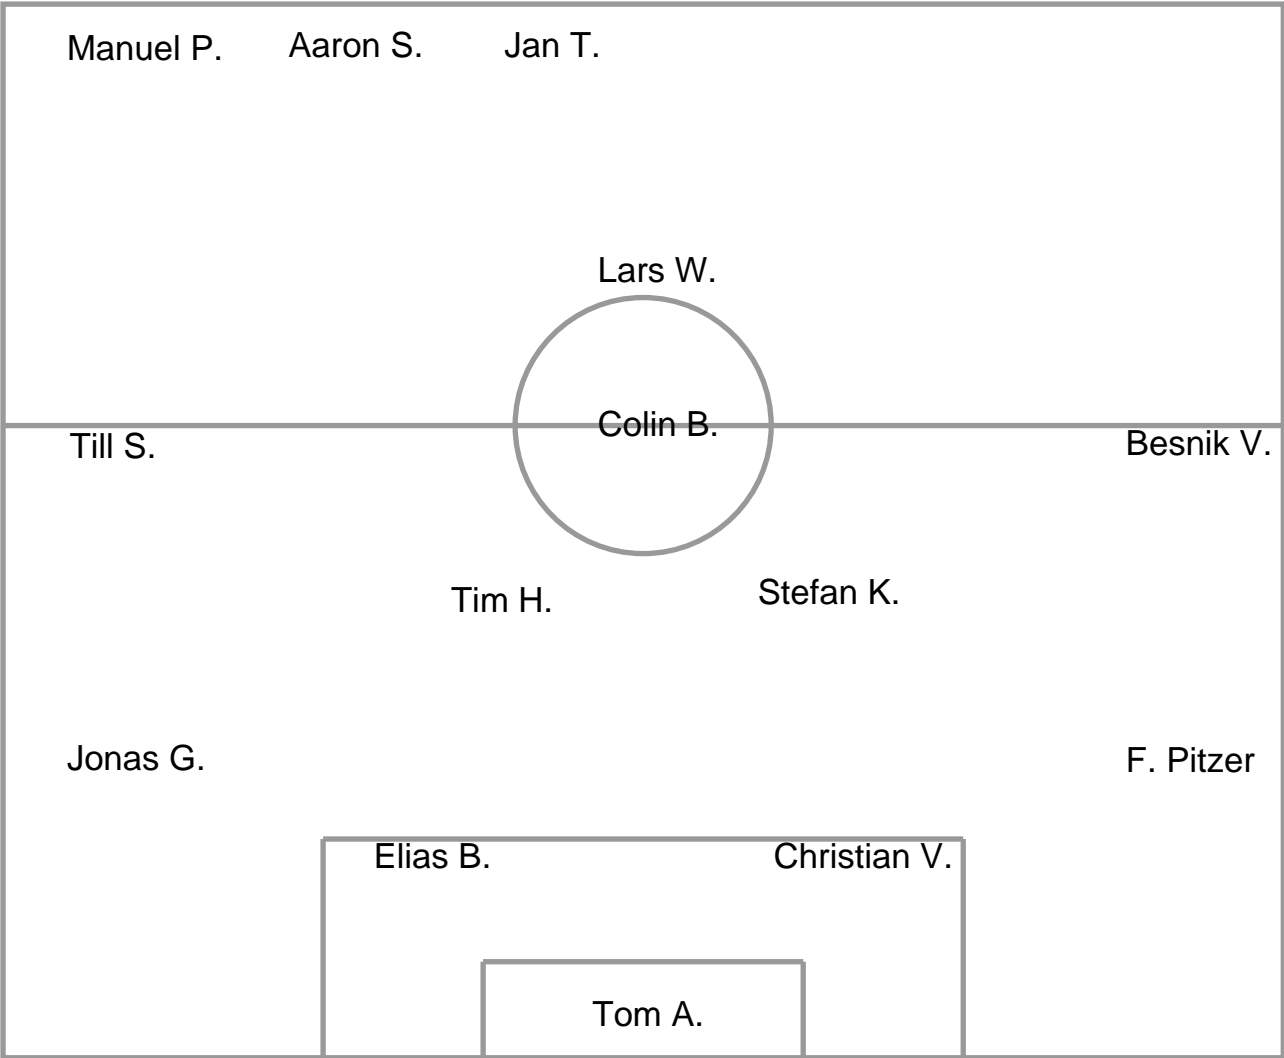 Manuel P. Aaron S. Jan T.
Lars W.
Colin B.
Till S. Besnik V.
Tim H. Stefan K.
Jonas G. F. Pitzer
Elias B. Christian V.
Tom A.